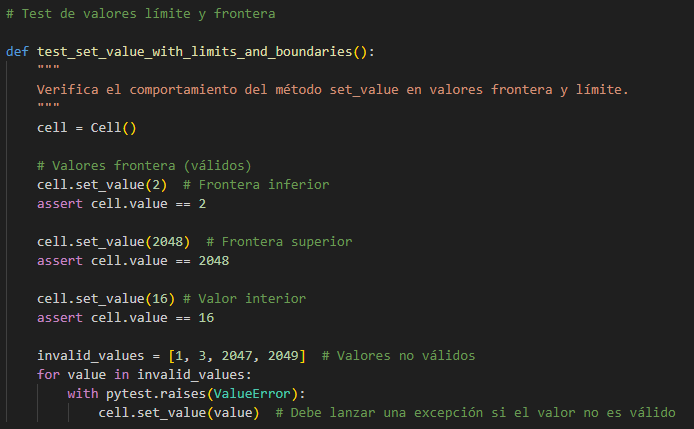 # Test de valores límite y frontera
def test_set_value_with_limits_and_boundaries():
"""
Verifica el comportamiento del método set_value en valores frontera y límite.
"""
cell = Cell()
# Valores frontera (válidos)
cell.set_value(2)  # Frontera inferior
assert cell.value == 2
cell.set_value(2048)  # Frontera superior
assert cell.value == 2048
cell.set_value(16) # Valor interior
assert cell.value == 16
invalid_values = [1, 3, 2047, 2049]  # Valores no válidos
for value in invalid_values:
with pytest.raises(ValueError):
cell.set_value(value)  # Debe lanzar una excepción si el valor no es válido